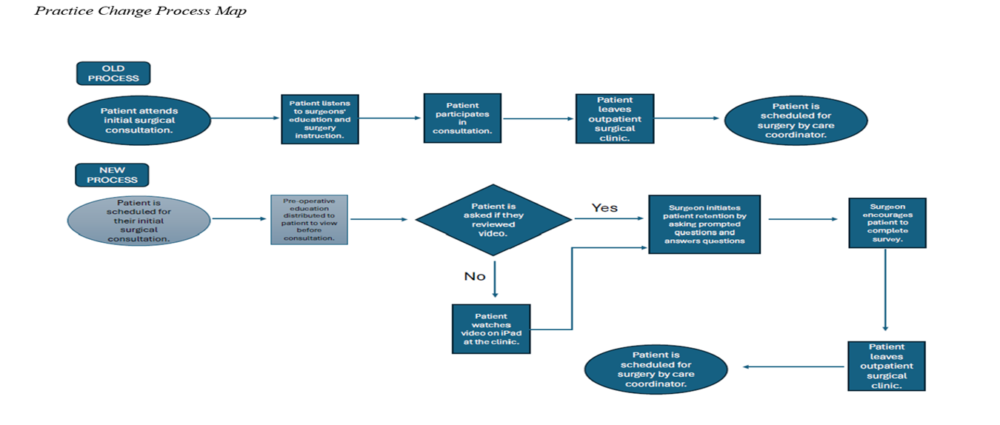 Practice Change Process Map
OLD
PROCESS
Patient attends
initial surgical
consultation.
Patient listens
to surgeons'
education and
surgery
instruction.
Patient
participates
in
consultation.
Patient
leaves
outpatient
surgical
clinic.
Patient is
scheduled for
surgery by care
coordinator.
NEW
PROCESS
Patient is
scheduled for
their initial
surgical
consultation.
Pre-operative
education
distributed to
patient to view
before
consultation.
Patient is
asked if they
reviewed
video.
Yes
Surgeon initiates
patient retention by
asking prompted
questions and
answers questions
Surgeon
encourages
patient to
complete
survey.
No
Patient
watches
video on iPad
at the clinic.
Patient
leaves
outpatient
surgical
clinic.
Patient is
scheduled for
surgery by care
coordinator.